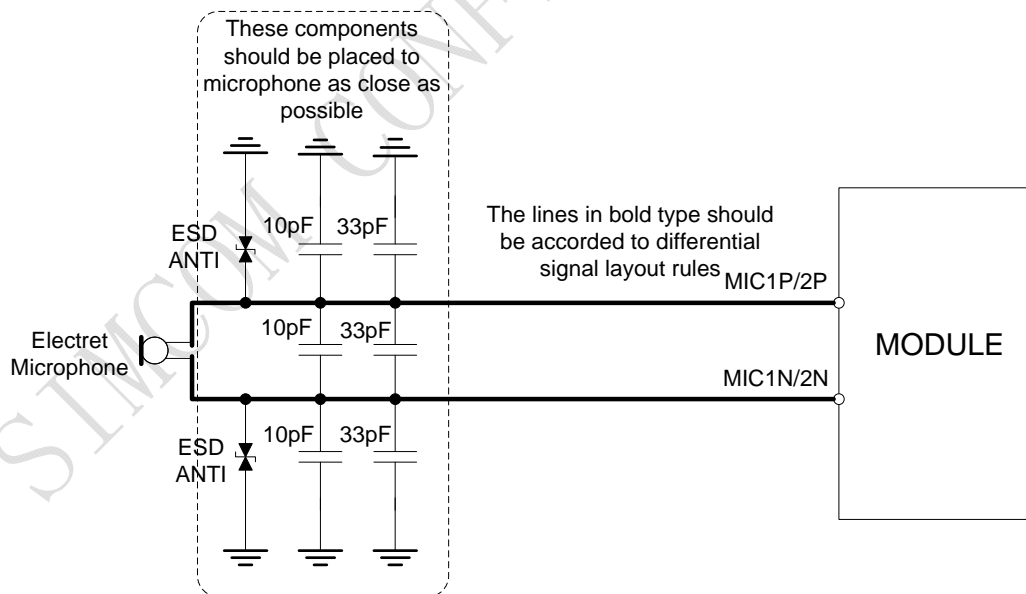 These components
should be placed to
microphone as close as
possible
10pF
33pF
ESD
ANTI
The lines in bold type should
be accorded to differential
signal layout rules
MIC1P/2P
10pF
33pF
Electret
Microphone
MODULE
MIC1N/2N
10pF
33pF
ESD
ANTI
SIMCOM CONF